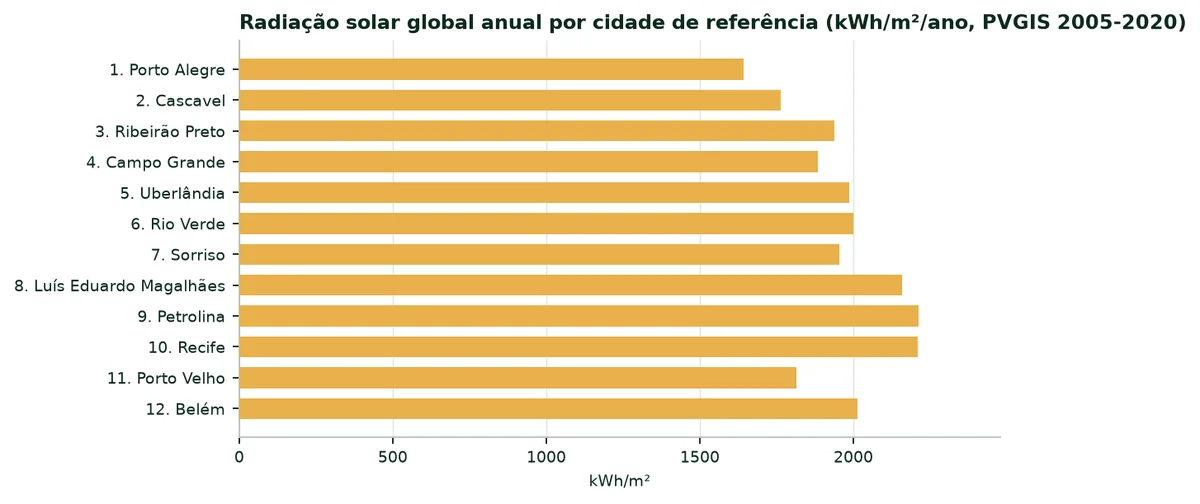 Radiação solar global anual por cidade de referência (kWh/m²/ano, PVGIS 2005-2020)
1. Porto Alegre
2. Cascavel
3. Ribeirão Preto
4. Campo Grande
5. Uberlândia
6. Rio Verde
7. Sorriso
8. Luís Eduardo Magalhães
9. Petrolina
10. Recife
11. Porto Velho
12. Belém
0 500 1000 1500 2000
kWh/m²